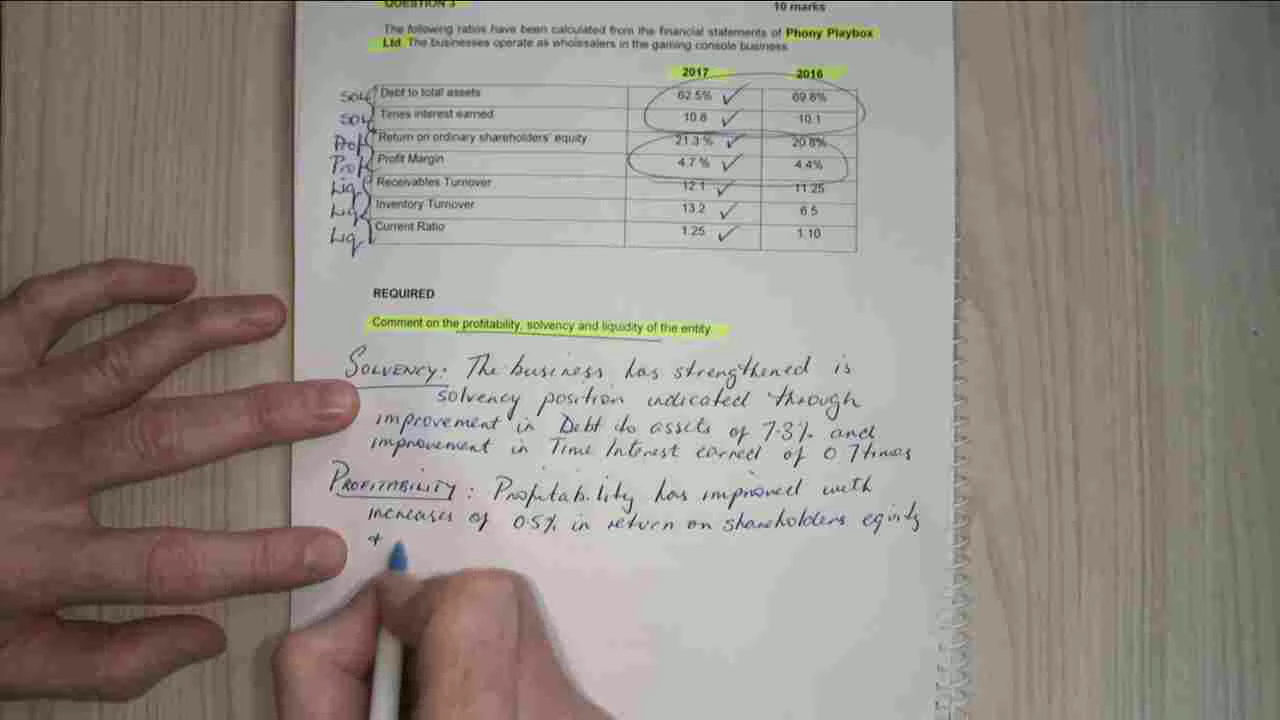 QUESTION 3
10 marks
The following ratios have been calculated from the financial statements of Phony Playbox
Ltd. The businesses operate as wholesalers in the gaming console business.
2017 2016
Solv Debt to total assets 62.5% ✓ 69.8%
Solv Times interest earned 10.8 ✓ 10.1
Prof Return on ordinary shareholders' equity 21.3 % ✓ 20.8%
Prof Profit Margin 4.7 % ✓ 4.4%
Liq Receivables Turnover 12.1 ✓ 11.25
Liq Inventory Turnover 13.2 ✓ 6.5
Liq Current Ratio 1.25 ✓ 1.10
REQUIRED
Comment on the profitability, solvency and liquidity of the entity
SOLVENCY: The business has strengthened is
solvency position indicated through
improvement in Debt to assets of 7.3% and
improvement in Time Interest earned of 0.7 times
PROFITABILITY: Profitability has improved with
increases of 0.5% in return on shareholders equity
+